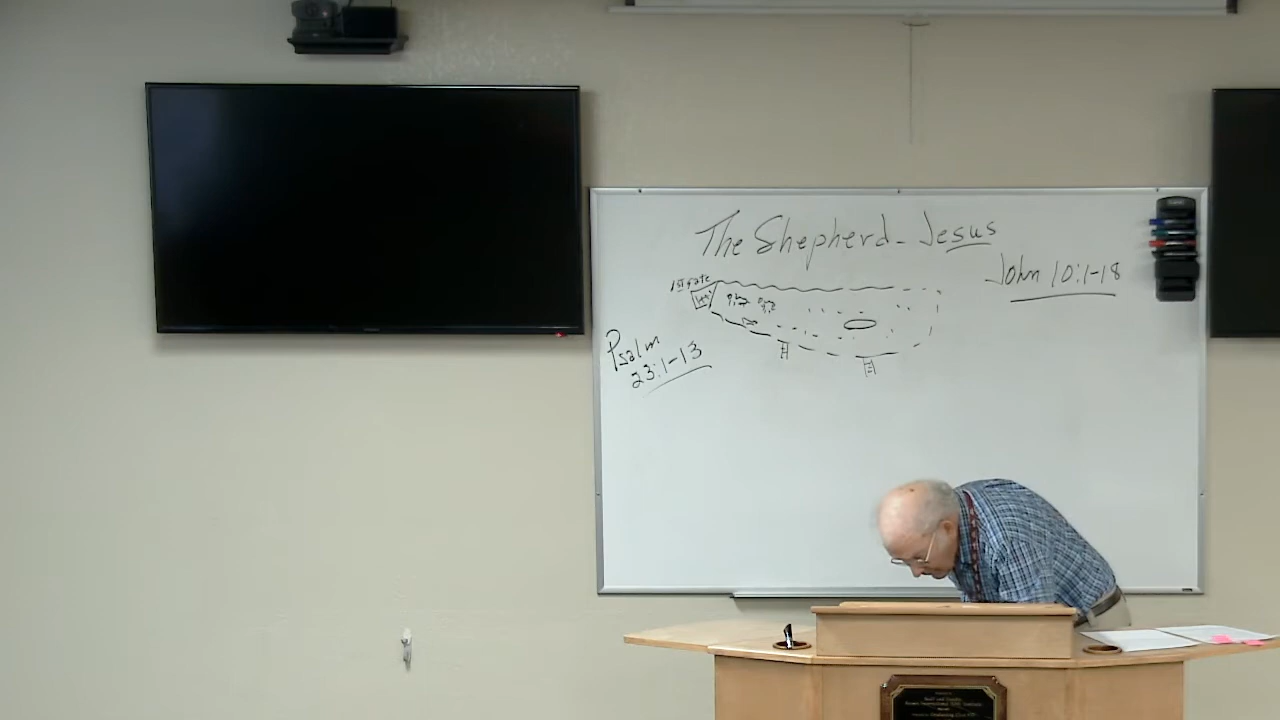 The Shepherd - Jesus
John 10:1-18
1st gate
Psalm
23:1-13